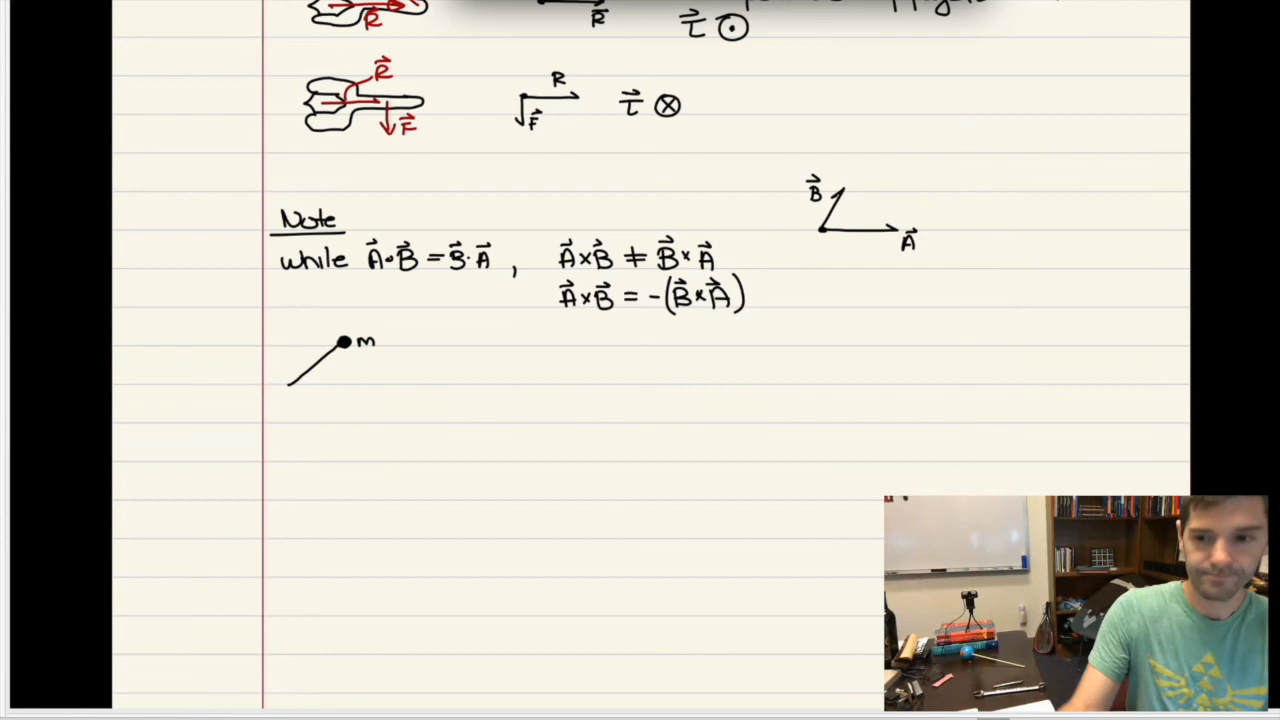 R⃗ R⃗ τ⃗ ⊙
R⃗ R τ⃗ ⊗
F⃗ F⃗
B⃗
A⃗
Note
while A⃗·B⃗ = B⃗·A⃗ , A⃗×B⃗ ≠ B⃗×A⃗
A⃗×B⃗ = -(B⃗×A⃗)
m